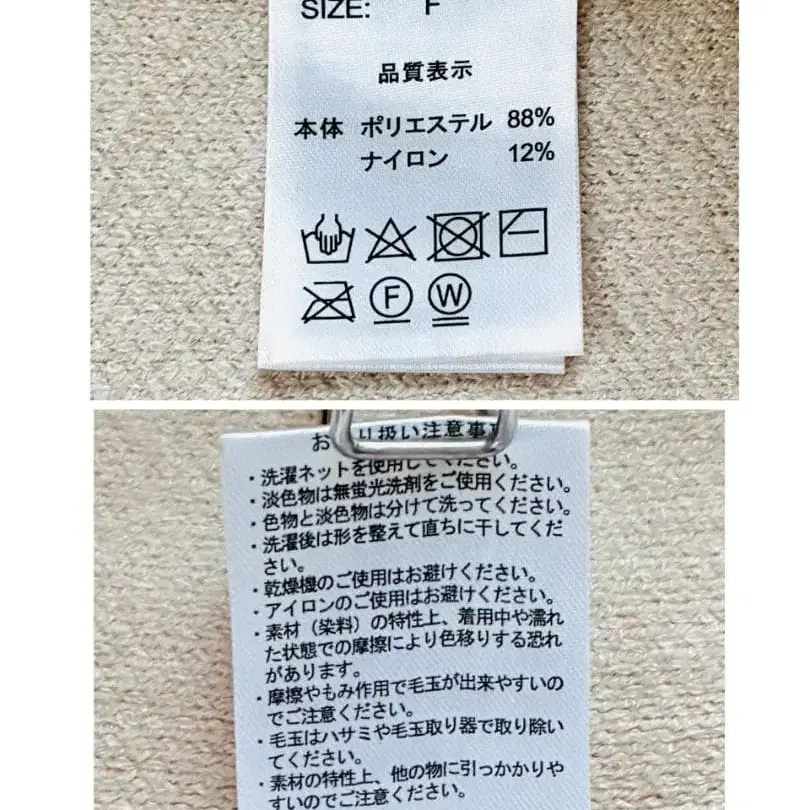 SIZE: F
品質表示
本体 ポリエステル 88%
ナイロン 12%
F W
お り扱い注意事
・洗濯ネットを使用してください。
・淡色物は無蛍光洗剤をご使用ください。
・色物と淡色物は分けて洗ってください。
・洗濯後は形を整えて直ちに干してくだ
さい。
・乾燥機のご使用はお避けください。
・アイロンのご使用はお避けください。
・素材（染料）の特性上、着用中や濡れ
た状態での摩擦により色移りする恐れ
があります。
・摩擦やもみ作用で毛玉が出来やすいの
でご注意ください。
・毛玉はハサミや毛玉取り器で取り除い
てください。
・素材の特性上、他の物に引っかかりや
すいのでご注意ください。